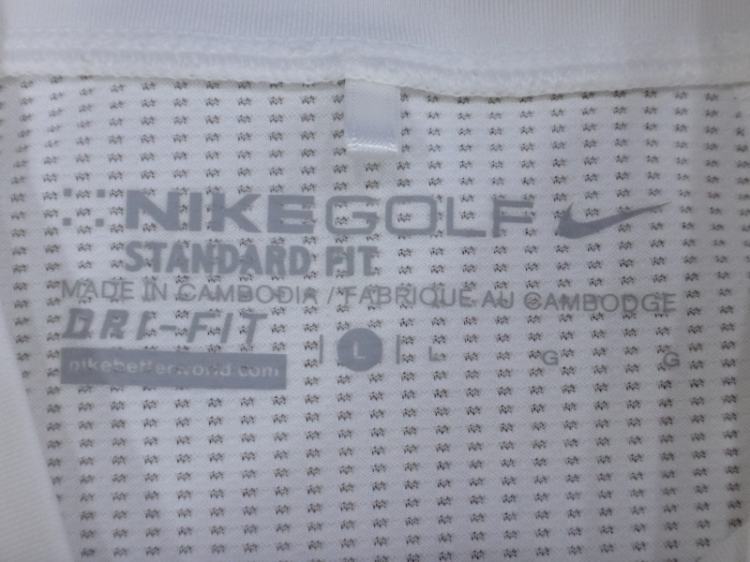 NIKEGOLF
STANDARD FIT
MADE IN CAMBODIA / FABRIQUE AU CAMBODGE
DRI-FIT
| L | L G G
nikebetterworld.com